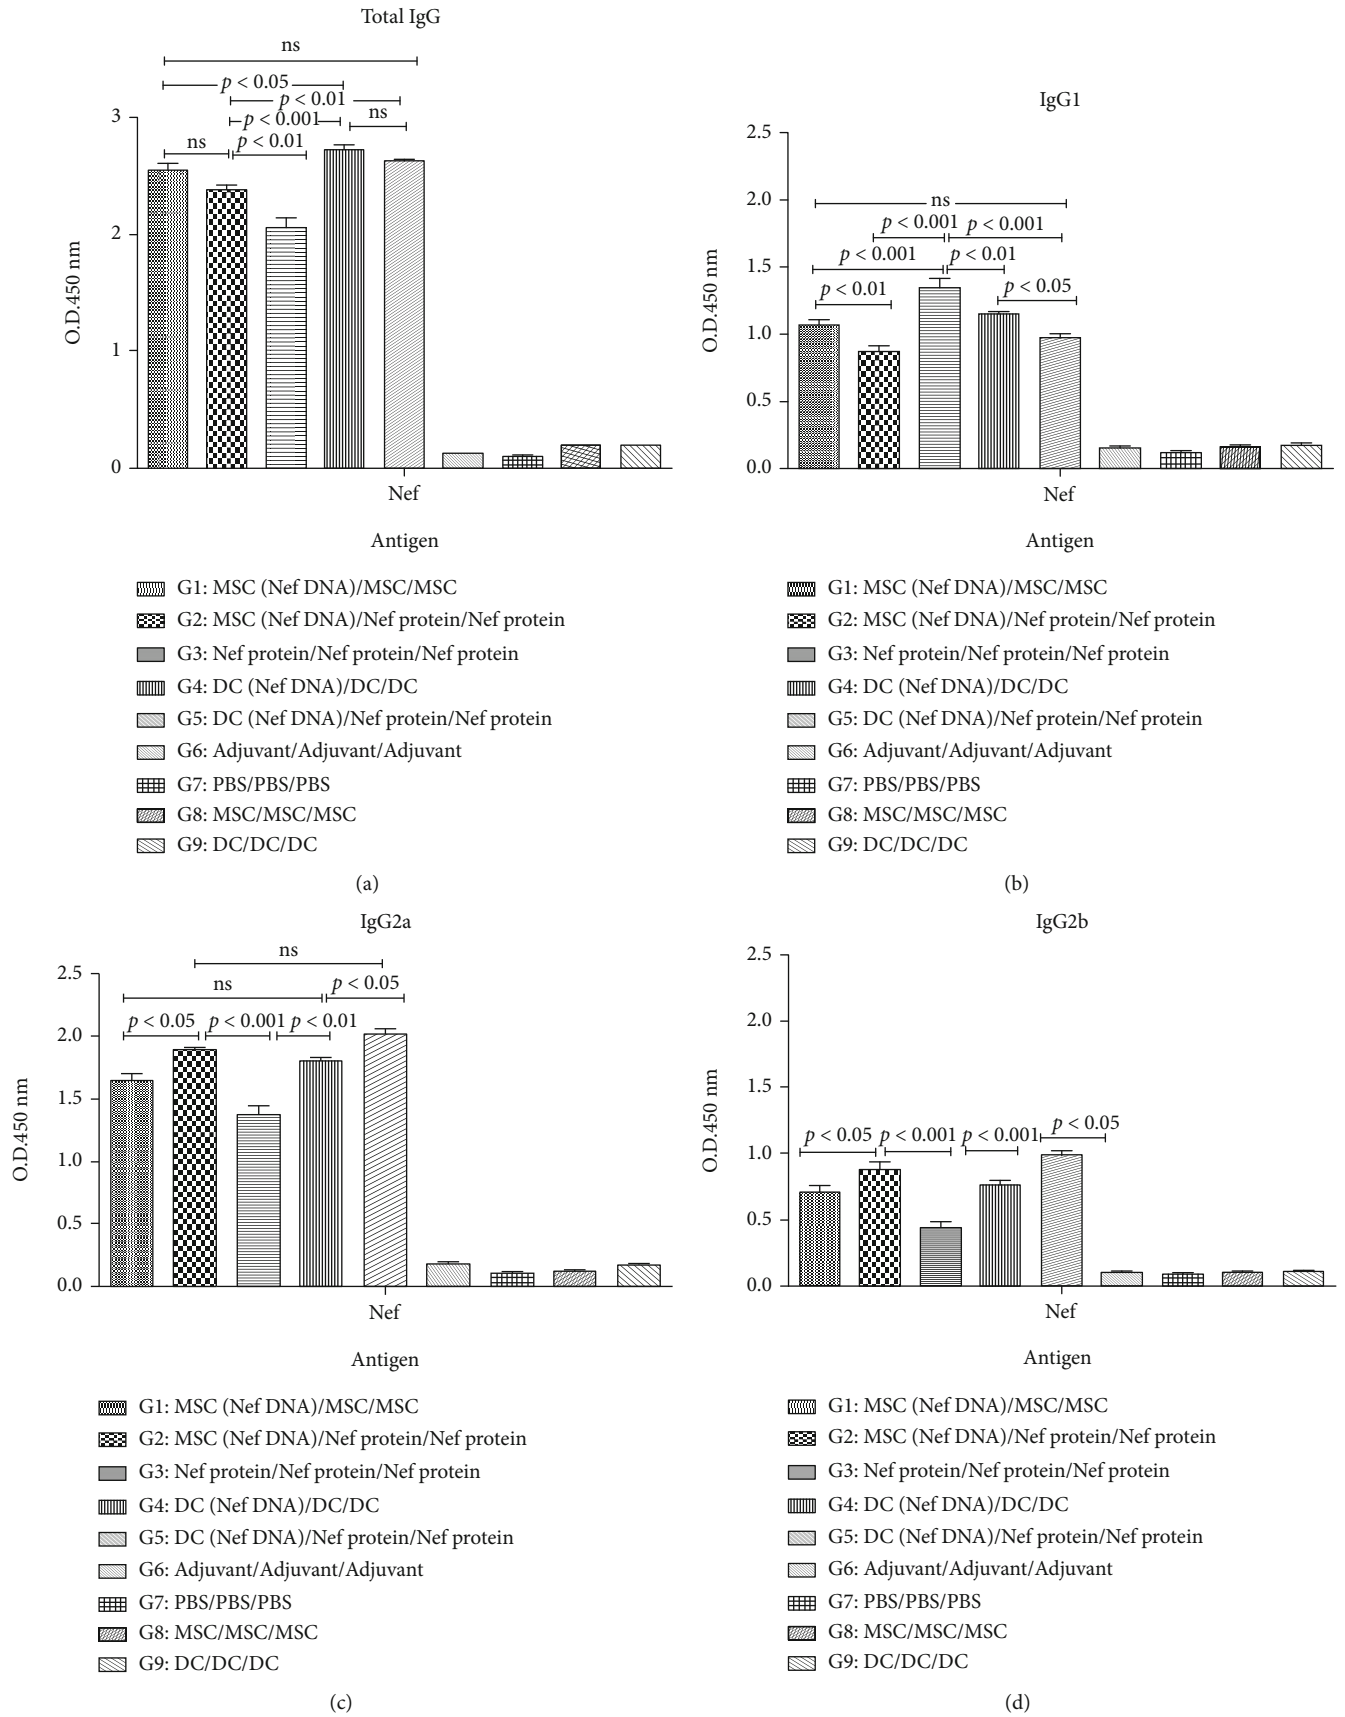 Total IgG
ns
p < 0.05
p < 0.01
p < 0.001
ns
ns
p < 0.01
3
2
1
0
O.D.450 nm
Nef
Antigen
G1: MSC (Nef DNA)/MSC/MSC
G2: MSC (Nef DNA)/Nef protein/Nef protein
G3: Nef protein/Nef protein/Nef protein
G4: DC (Nef DNA)/DC/DC
G5: DC (Nef DNA)/Nef protein/Nef protein
G6: Adjuvant/Adjuvant/Adjuvant
G7: PBS/PBS/PBS
G8: MSC/MSC/MSC
G9: DC/DC/DC
(a)
IgG1
2.5
2.0
1.5
1.0
0.5
0.0
O.D.450 nm
ns
p < 0.001
p < 0.001
p < 0.001
p < 0.01
p < 0.01
p < 0.05
Nef
Antigen
G1: MSC (Nef DNA)/MSC/MSC
G2: MSC (Nef DNA)/Nef protein/Nef protein
G3: Nef protein/Nef protein/Nef protein
G4: DC (Nef DNA)/DC/DC
G5: DC (Nef DNA)/Nef protein/Nef protein
G6: Adjuvant/Adjuvant/Adjuvant
G7: PBS/PBS/PBS
G8: MSC/MSC/MSC
G9: DC/DC/DC
(b)
IgG2a
ns
ns
p < 0.05
p < 0.05
p < 0.001
p < 0.01
2.5
2.0
1.5
1.0
0.5
0.0
O.D.450 nm
Nef
Antigen
G1: MSC (Nef DNA)/MSC/MSC
G2: MSC (Nef DNA)/Nef protein/Nef protein
G3: Nef protein/Nef protein/Nef protein
G4: DC (Nef DNA)/DC/DC
G5: DC (Nef DNA)/Nef protein/Nef protein
G6: Adjuvant/Adjuvant/Adjuvant
G7: PBS/PBS/PBS
G8: MSC/MSC/MSC
G9: DC/DC/DC
(c)
IgG2b
2.5
2.0
1.5
1.0
0.5
0.0
O.D.450 nm
p < 0.05
p < 0.001
p < 0.001
p < 0.05
Nef
Antigen
G1: MSC (Nef DNA)/MSC/MSC
G2: MSC (Nef DNA)/Nef protein/Nef protein
G3: Nef protein/Nef protein/Nef protein
G4: DC (Nef DNA)/DC/DC
G5: DC (Nef DNA)/Nef protein/Nef protein
G6: Adjuvant/Adjuvant/Adjuvant
G7: PBS/PBS/PBS
G8: MSC/MSC/MSC
G9: DC/DC/DC
(d)